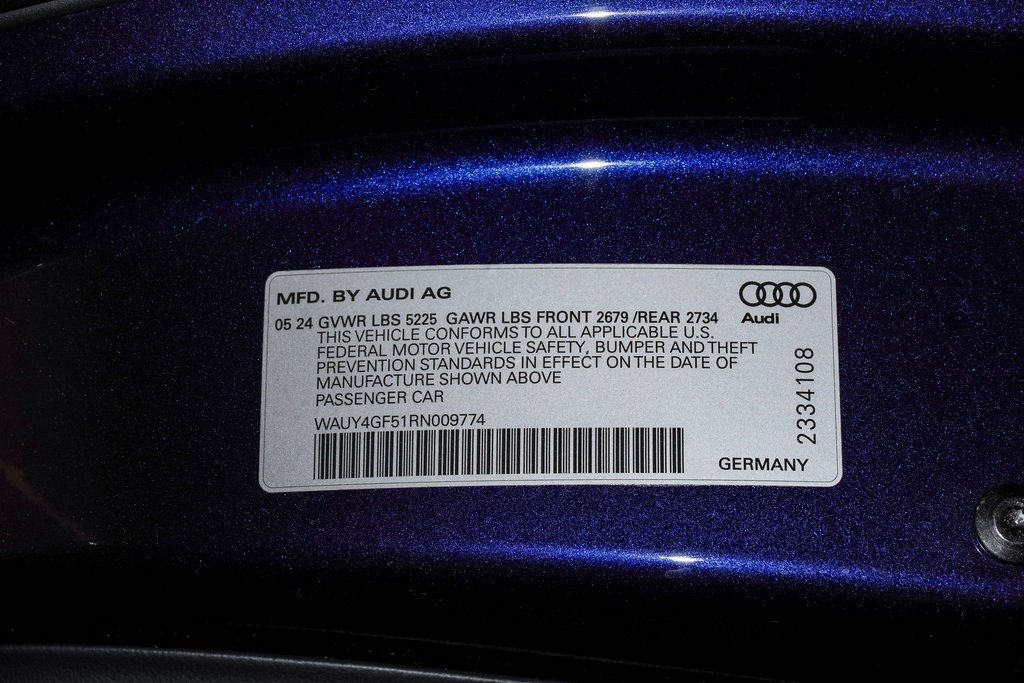 MFD. BY AUDI AG
Audi
05 24 GVWR LBS 5225 GAWR LBS FRONT 2679 /REAR 2734
THIS VEHICLE CONFORMS TO ALL APPLICABLE U.S.
FEDERAL MOTOR VEHICLE SAFETY, BUMPER AND THEFT
PREVENTION STANDARDS IN EFFECT ON THE DATE OF
MANUFACTURE SHOWN ABOVE
PASSENGER CAR
WAUY4GF51RN009774
2334108
GERMANY